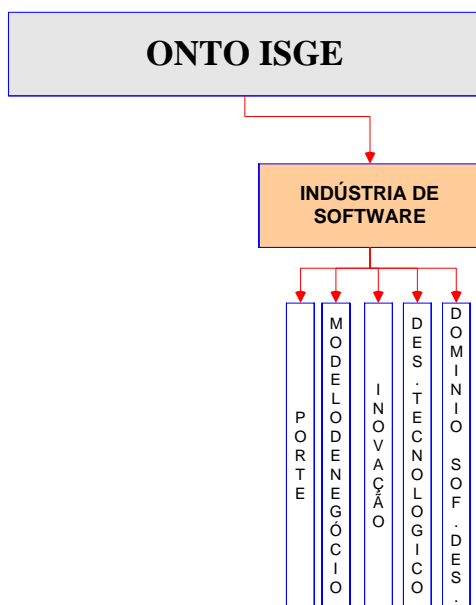 ONTO ISGE
INDÚSTRIA DE
SOFTWARE
PORTE
MODELODENEGÓCIO
INOVAÇÃO
DES.TECNOLOGICO
DOMINIO SOF.DES.